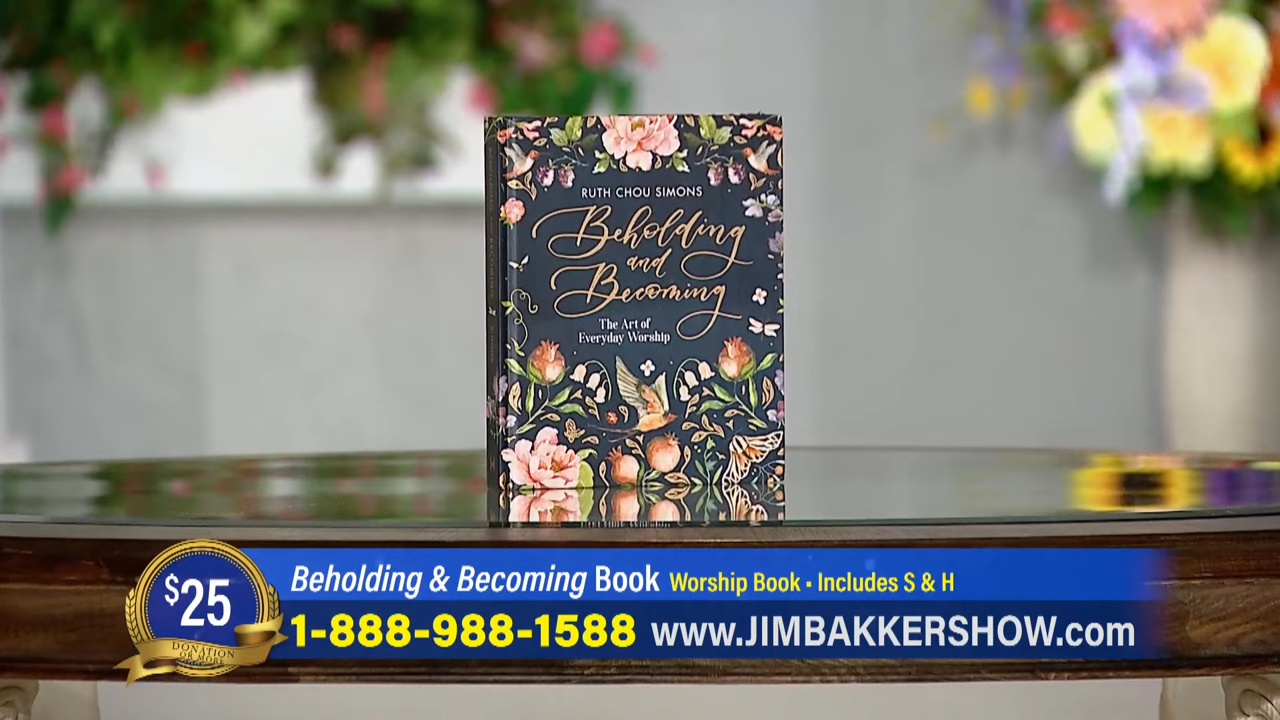 RUTH CHOU SIMONS
Beholding
and
Becoming
The Art of
Everyday Worship
$25
DONATION
OR MORE
Beholding & Becoming Book Worship Book • Includes S & H
1-888-988-1588 www.JIMBAKKERSHOW.com